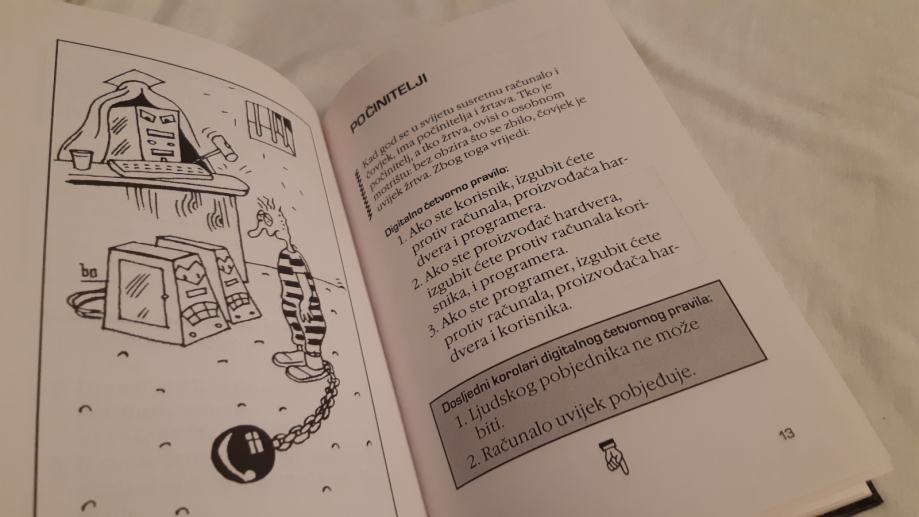 bo
POČINITELJI
Kad god se u svijetu susretnu računalo i
čovjek, ima počinitelja i žrtava. Tko je
počinitelj, a tko žrtva, ovisi o osobnom
motrištu: bez obzira što se zbilo, čovjek je
uvijek žrtva. Zbog toga vrijedi:
Digitalno četvorno pravilo:
1. Ako ste korisnik, izgubit ćete
protiv računala, proizvođača har-
dvera i programera.
2. Ako ste proizvođač hardvera,
izgubit ćete protiv računala kori-
snika, i programera.
3. Ako ste programer, izgubit ćete
protiv računala, proizvođača har-
dvera i korisnika.
Dosljedni korolari digitalnog četvornog pravila:
1. Ljudskog pobjednika ne može
biti.
2. Računalo uvijek pobjeđuje.
13